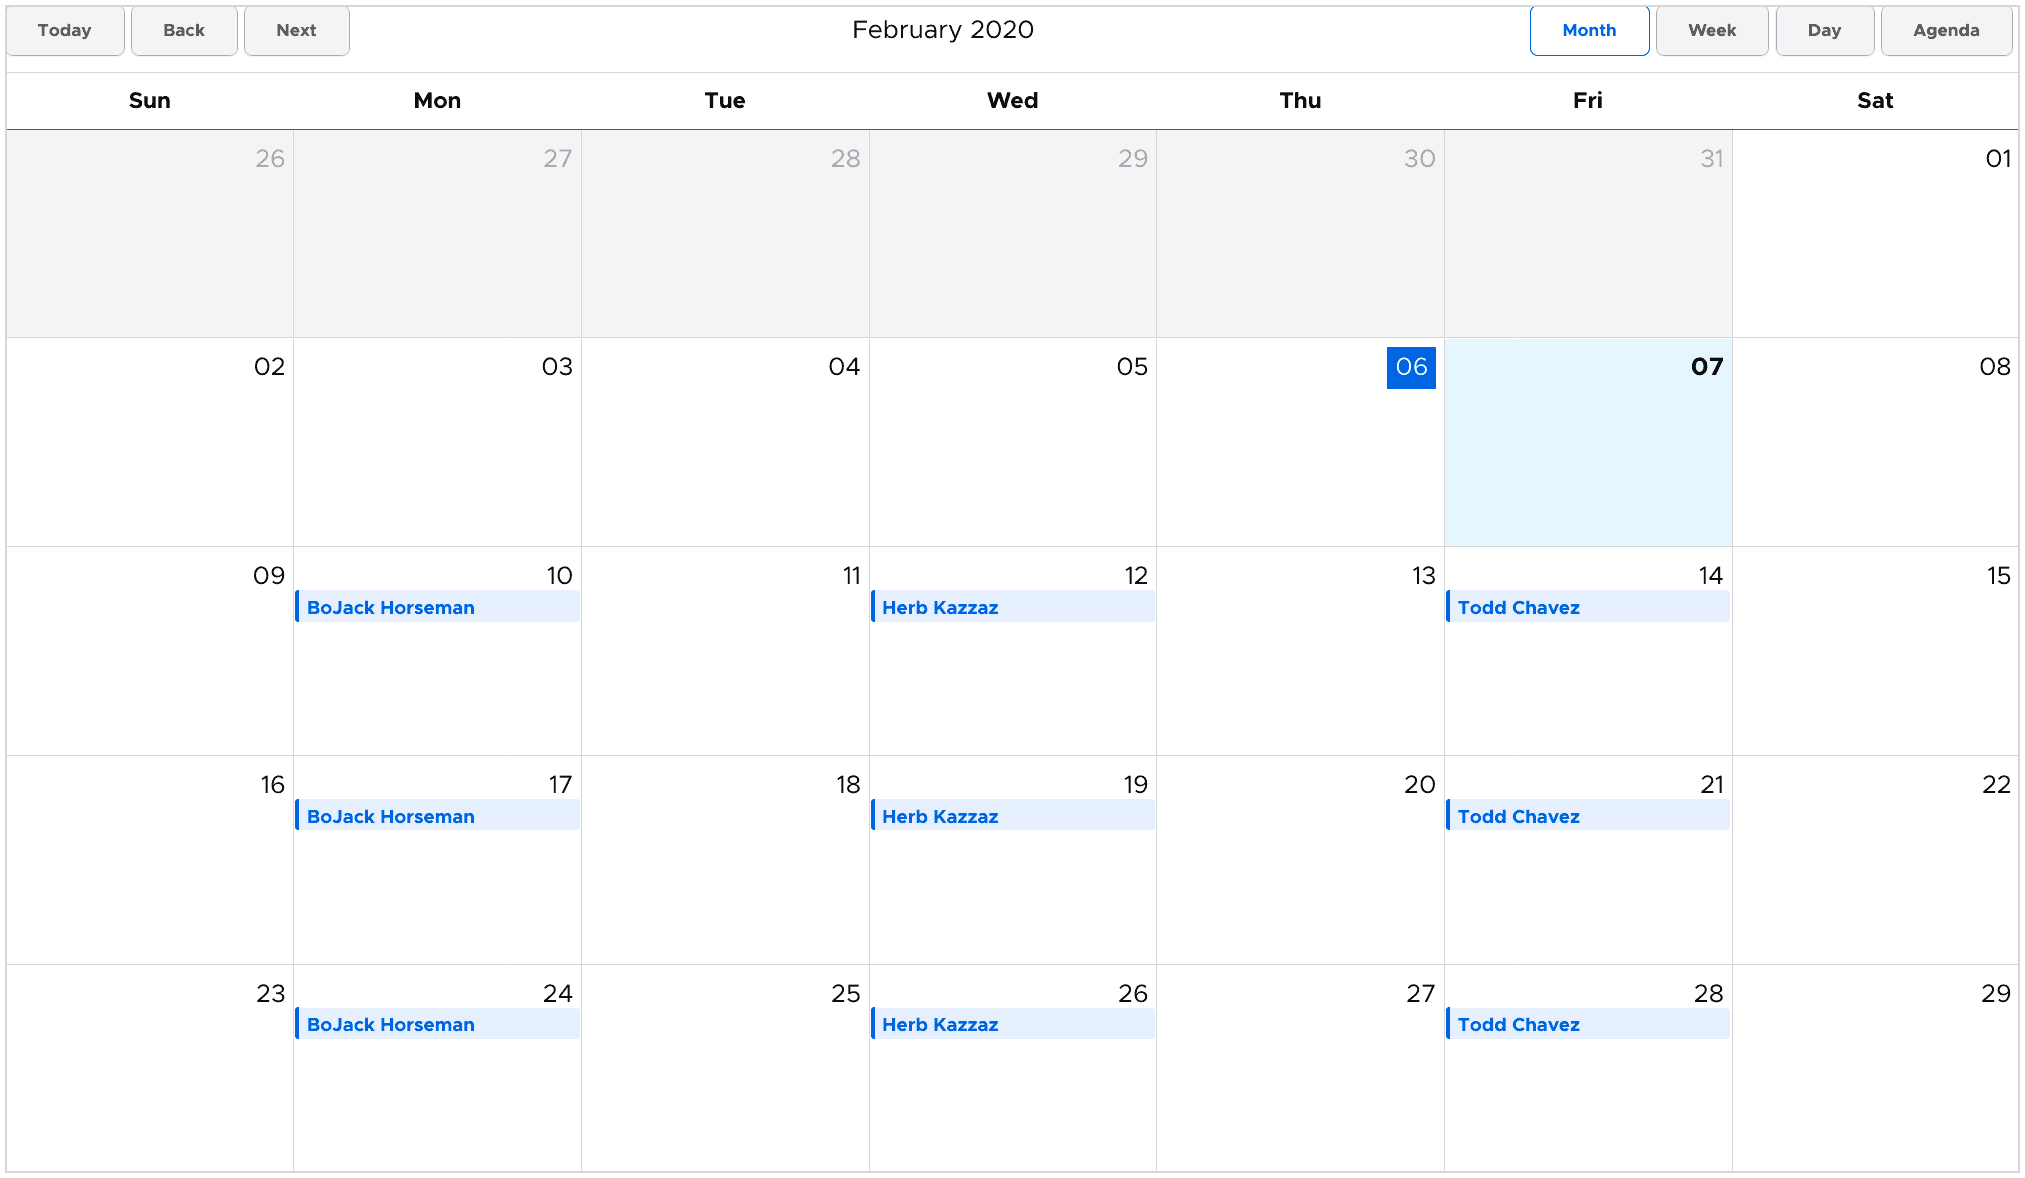 Today Back Next February 2020 Month Week Day Agenda
Sun Mon Tue Wed Thu Fri Sat
26 27 28 29 30 31 01
02 03 04 05 06 07 08
09 10 11 12 13 14 15
BoJack Horseman Herb Kazzaz Todd Chavez
16 17 18 19 20 21 22
BoJack Horseman Herb Kazzaz Todd Chavez
23 24 25 26 27 28 29
BoJack Horseman Herb Kazzaz Todd Chavez